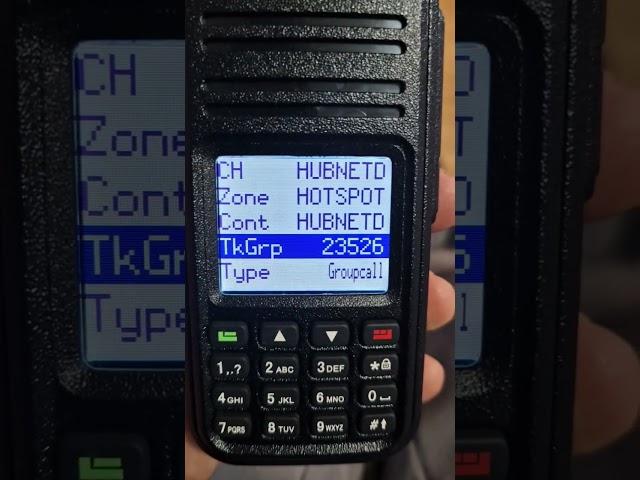 CH HUBNETD
Zone HOTSPOT
Cont HUBNETD
TkGrp 23526
Type Groupcall
1,.? 2ABC 3DEF *
4GHI 5JKL 6MNO 0
7PQRS 8TUV 9WXYZ #